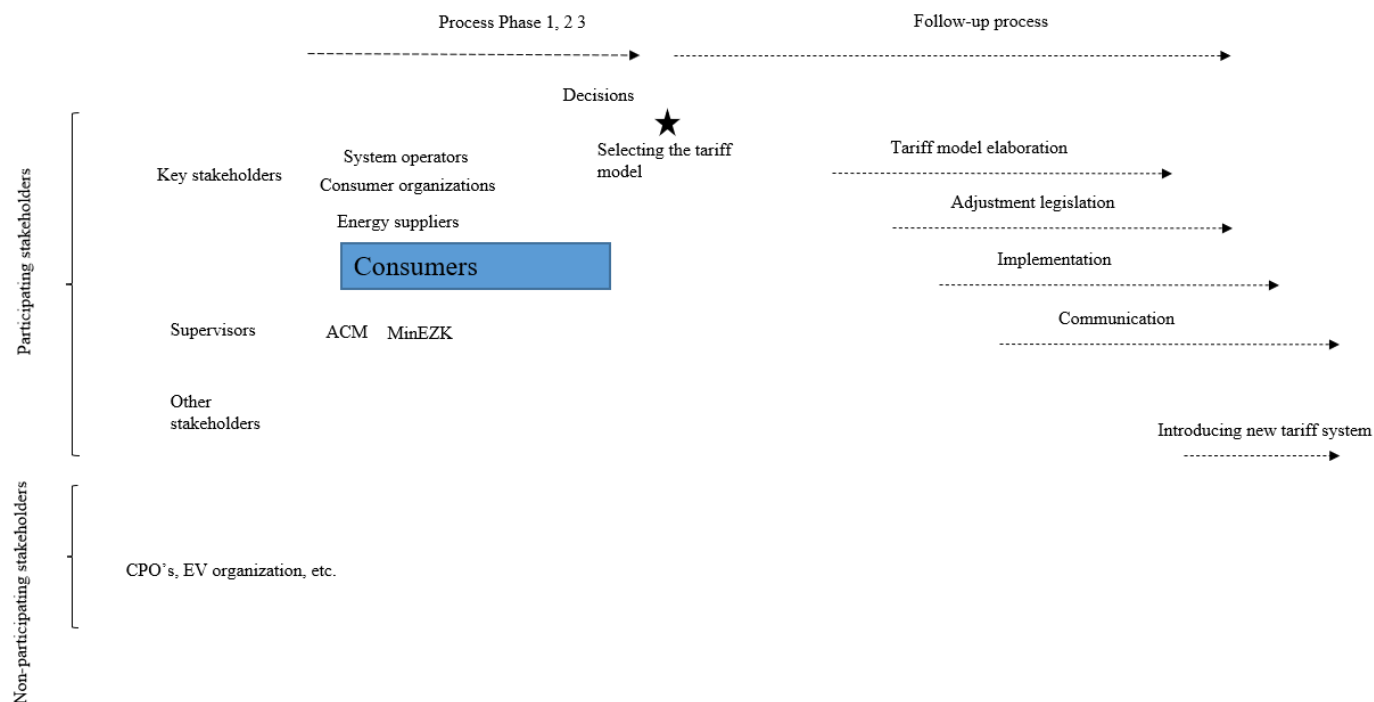 Process Phase 1, 2 3
Follow-up process
Decisions
Selecting the tariff
model
Participating stakeholders
Key stakeholders
System operators
Consumer organizations
Energy suppliers
Consumers
Supervisors
ACM MinEZK
Other
stakeholders
Tariff model elaboration
Adjustment legislation
Implementation
Communication
Introducing new tariff system
Non-participating stakeholders
CPO's, EV organization, etc.